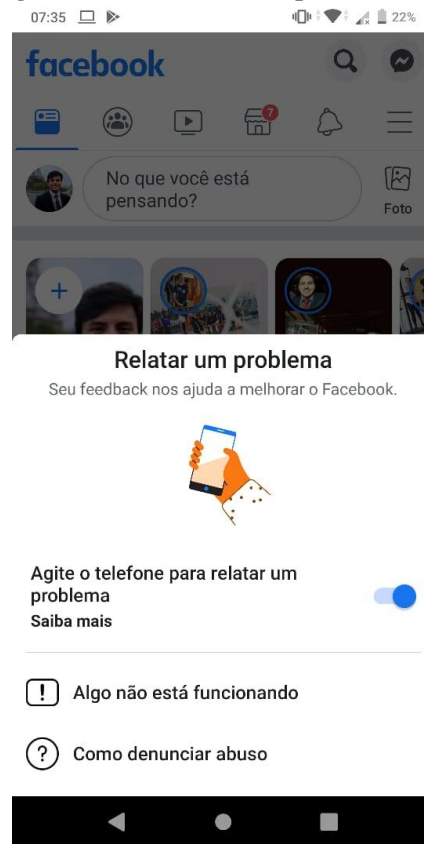 07:35
22%
facebook
7
No que você está
pensando?
Foto
Relatar um problema
Seu feedback nos ajuda a melhorar o Facebook.
Agite o telefone para relatar um
problema
Saiba mais
Algo não está funcionando
Como denunciar abuso